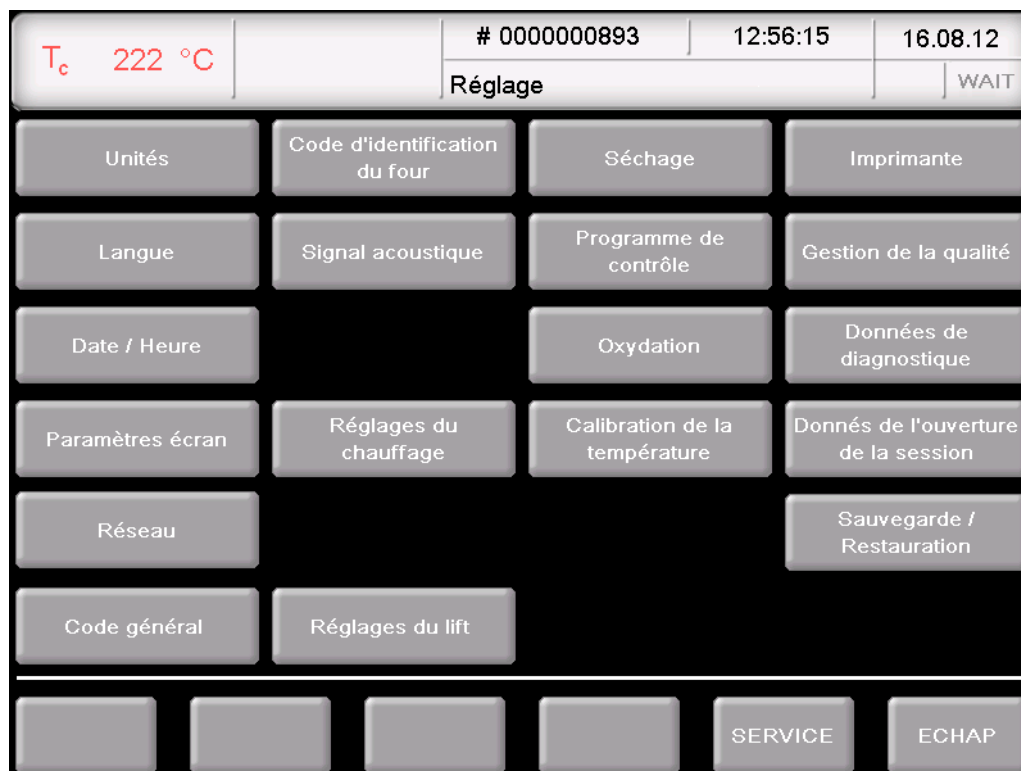 Tc 222 °C
# 0000000893
12:56:15
16.08.12
Réglage
WAIT
Unités
Code d'identification
du four
Séchage
Imprimante
Langue
Signal acoustique
Programme de
contrôle
Gestion de la qualité
Date / Heure
Oxydation
Données de
diagnostique
Paramètres écran
Réglages du
chauffage
Calibration de la
température
Donnés de l'ouverture
de la session
Réseau
Sauvegarde /
Restauration
Code général
Réglages du lift
SERVICE
ECHAP